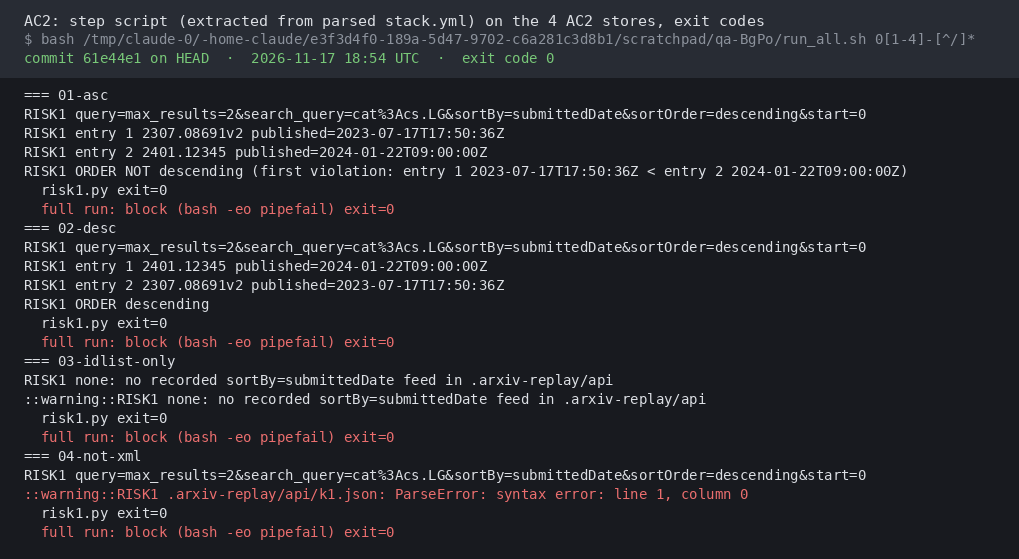 AC2: step script (extracted from parsed stack.yml) on the 4 AC2 stores, exit codes
$ bash /tmp/claude-0/-home-claude/e3f3d4f0-189a-5d47-9702-c6a281c3d8b1/scratchpad/qa-BgPo/run_all.sh 0[1-4]-[^/]*
commit 61e44e1 on HEAD  ·  2026-11-17 18:54 UTC  ·  exit code 0
=== 01-asc
RISK1 query=max_results=2&search_query=cat%3Acs.LG&sortBy=submittedDate&sortOrder=descending&start=0
RISK1 entry 1 2307.08691v2 published=2023-07-17T17:50:36Z
RISK1 entry 2 2401.12345 published=2024-01-22T09:00:00Z
RISK1 ORDER NOT descending (first violation: entry 1 2023-07-17T17:50:36Z < entry 2 2024-01-22T09:00:00Z)
  risk1.py exit=0
  full run: block (bash -eo pipefail) exit=0
=== 02-desc
RISK1 query=max_results=2&search_query=cat%3Acs.LG&sortBy=submittedDate&sortOrder=descending&start=0
RISK1 entry 1 2401.12345 published=2024-01-22T09:00:00Z
RISK1 entry 2 2307.08691v2 published=2023-07-17T17:50:36Z
RISK1 ORDER descending
  risk1.py exit=0
  full run: block (bash -eo pipefail) exit=0
=== 03-idlist-only
RISK1 none: no recorded sortBy=submittedDate feed in .arxiv-replay/api
::warning::RISK1 none: no recorded sortBy=submittedDate feed in .arxiv-replay/api
  risk1.py exit=0
  full run: block (bash -eo pipefail) exit=0
=== 04-not-xml
RISK1 query=max_results=2&search_query=cat%3Acs.LG&sortBy=submittedDate&sortOrder=descending&start=0
::warning::RISK1 .arxiv-replay/api/k1.json: ParseError: syntax error: line 1, column 0
  risk1.py exit=0
  full run: block (bash -eo pipefail) exit=0